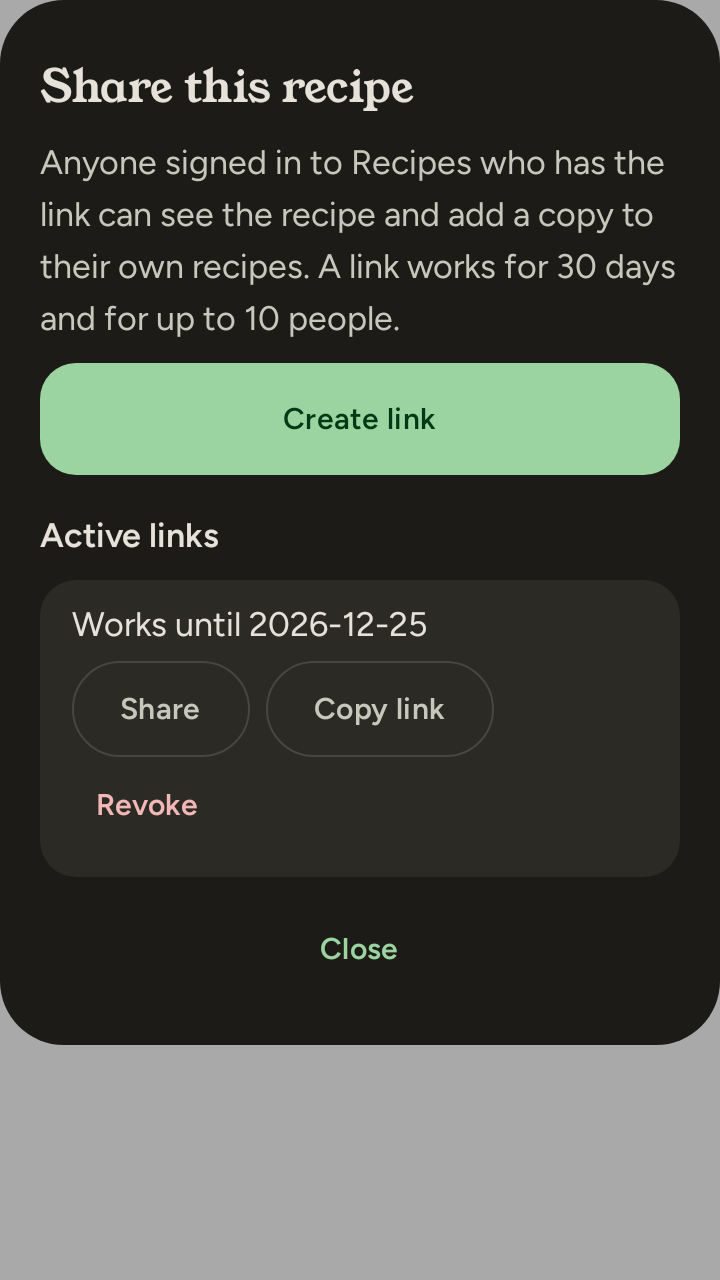 Share this recipe
Anyone signed in to Recipes who has the
link can see the recipe and add a copy to
their own recipes. A link works for 30 days
and for up to 10 people.
Create link
Active links
Works until 2026-12-25
Share
Copy link
Revoke
Close